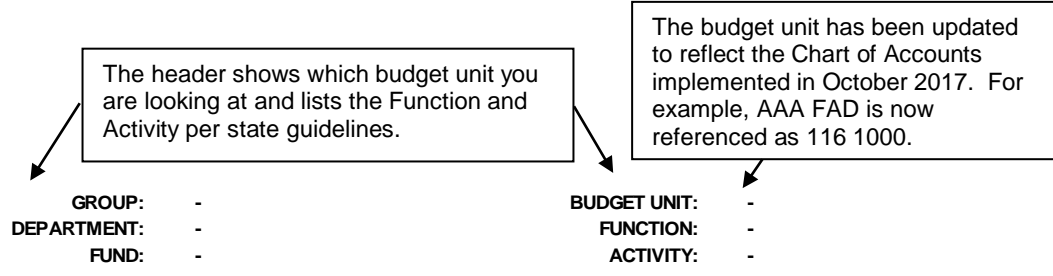 The budget unit has been updated
to reflect the Chart of Accounts
implemented in October 2017.  For
example, AAA FAD is now
referenced as 116 1000.
The header shows which budget unit you
are looking at and lists the Function and
Activity per state guidelines.
GROUP: -
DEPARTMENT: -
FUND: -
BUDGET UNIT: -
FUNCTION: -
ACTIVITY: -